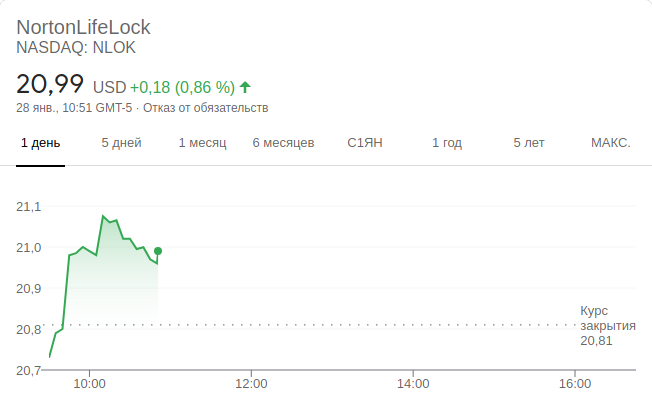 NortonLifeLock
NASDAQ: NLOK
20,99 USD +0,18 (0,86 %)
28 янв., 10:51 GMT-5 · Отказ от обязательств
1 день 5 дней 1 месяц 6 месяцев С1ЯН 1 год 5 лет МАКС.
21,1
21,0
20,9
20,8
20,7
Курс
закрытия
20,81
10:00 12:00 14:00 16:00